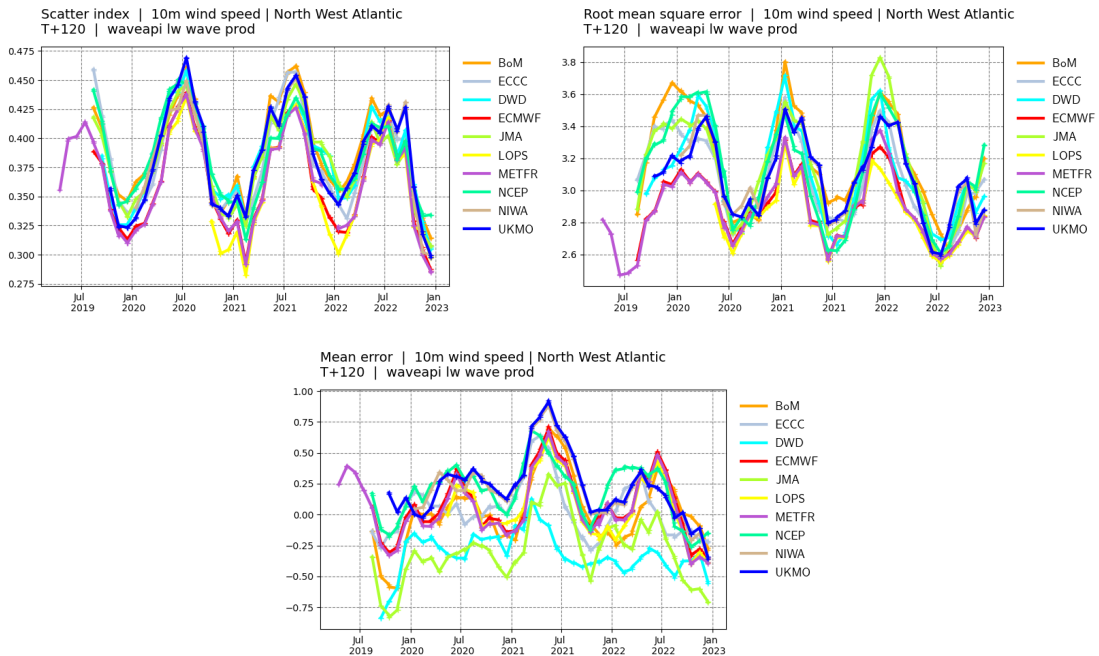 Scatter index | 10m wind speed | North West Atlantic
T+120 | waveapi lw wave prod
0.475
0.450
0.425
0.400
0.375
0.350
0.325
0.300
0.275
Jul 2019
Jan 2020
Jul 2020
Jan 2021
Jul 2021
Jan 2022
Jul 2022
Jan 2023
BoM
ECCC
DWD
ECMWF
JMA
LOPS
METFR
NCEP
NIWA
UKMO
Root mean square error | 10m wind speed | North West Atlantic
T+120 | waveapi lw wave prod
3.8
3.6
3.4
3.2
3.0
2.8
2.6
Jul 2019
Jan 2020
Jul 2020
Jan 2021
Jul 2021
Jan 2022
Jul 2022
Jan 2023
BoM
ECCC
DWD
ECMWF
JMA
LOPS
METFR
NCEP
NIWA
UKMO
Mean error | 10m wind speed | North West Atlantic
T+120 | waveapi lw wave prod
1.00
0.75
0.50
0.25
0.00
−0.25
−0.50
−0.75
Jul 2019
Jan 2020
Jul 2020
Jan 2021
Jul 2021
Jan 2022
Jul 2022
Jan 2023
BoM
ECCC
DWD
ECMWF
JMA
LOPS
METFR
NCEP
NIWA
UKMO